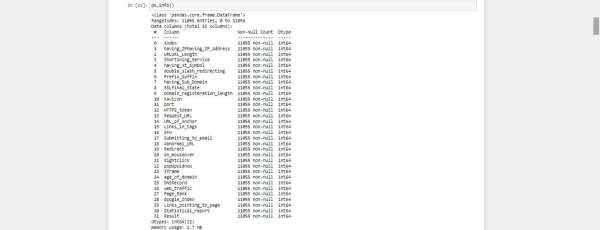 In [21]: ds.info()
<class 'pandas.core.frame.DataFrame'>
RangeIndex: 11055 entries, 0 to 11054
Data columns (total 32 columns):
# Column Non-Null Count Dtype
--- ------ -------------- -----
0 index 11055 non-null int64
1 having_IPhaving_IP_Address 11055 non-null int64
2 URLURL_Length 11055 non-null int64
3 Shortining_Service 11055 non-null int64
4 having_At_Symbol 11055 non-null int64
5 double_slash_redirecting 11055 non-null int64
6 Prefix_Suffix 11055 non-null int64
7 having_Sub_Domain 11055 non-null int64
8 SSLfinal_State 11055 non-null int64
9 Domain_registeration_length 11055 non-null int64
10 Favicon 11055 non-null int64
11 port 11055 non-null int64
12 HTTPS_token 11055 non-null int64
13 Request_URL 11055 non-null int64
14 URL_of_Anchor 11055 non-null int64
15 Links_in_tags 11055 non-null int64
16 SFH 11055 non-null int64
17 Submitting_to_email 11055 non-null int64
18 Abnormal_URL 11055 non-null int64
19 Redirect 11055 non-null int64
20 on_mouseover 11055 non-null int64
21 RightClick 11055 non-null int64
22 popUpWidnow 11055 non-null int64
23 Iframe 11055 non-null int64
24 age_of_domain 11055 non-null int64
25 DNSRecord 11055 non-null int64
26 web_traffic 11055 non-null int64
27 Page_Rank 11055 non-null int64
28 Google_Index 11055 non-null int64
29 Links_pointing_to_page 11055 non-null int64
30 Statistical_report 11055 non-null int64
31 Result 11055 non-null int64
dtypes: int64(32)
memory usage: 2.7 MB